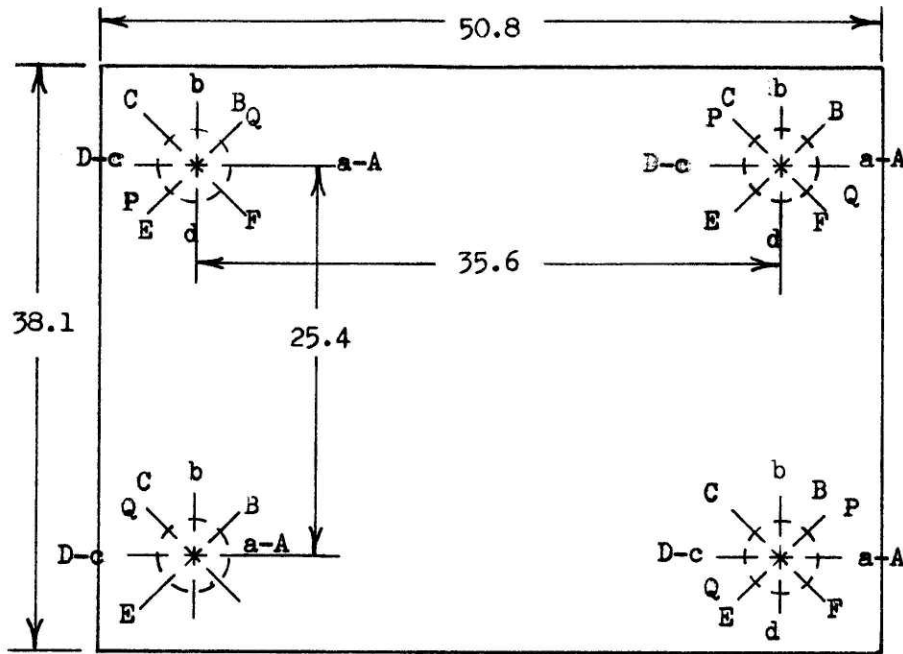 50.8
b b
C B Q P C B
D-c a-A D-c a-A
P E d F E d F Q
35.6
38.1 25.4
b b
C B C B P
Q
D-c a-A D-c a-A
E Q E d F